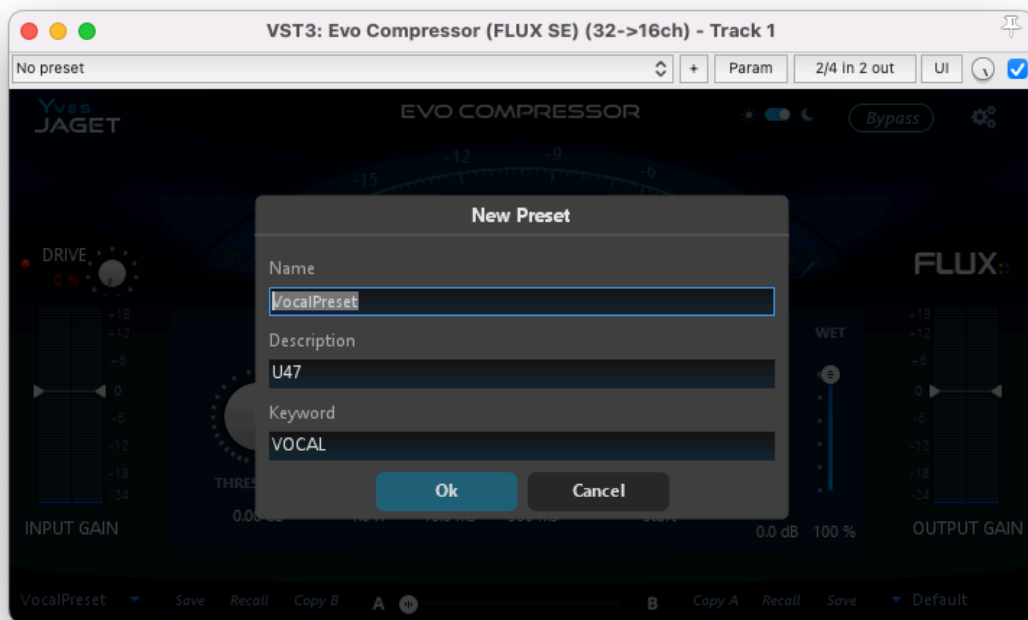 VST3: Evo Compressor (FLUX SE) (32->16ch) - Track 1
No preset + Param 2/4 in 2 out UI
YVES JAGET
EVO COMPRESSOR
Bypass
-15 -12 -9 -6
New Preset
DRIVE
0 %
FLUX::
Name
VocalPreset
Description
U47
Keyword
VOCAL
Ok Cancel
+18
+12
+6
0
-6
-12
-18
-24
INPUT GAIN
THRES
0.00
WET
0.0 dB 100 %
+18
+12
+6
0
-6
-12
-18
-24
OUTPUT GAIN
VocalPreset Save Recall Copy B A B Copy A Recall Save Default